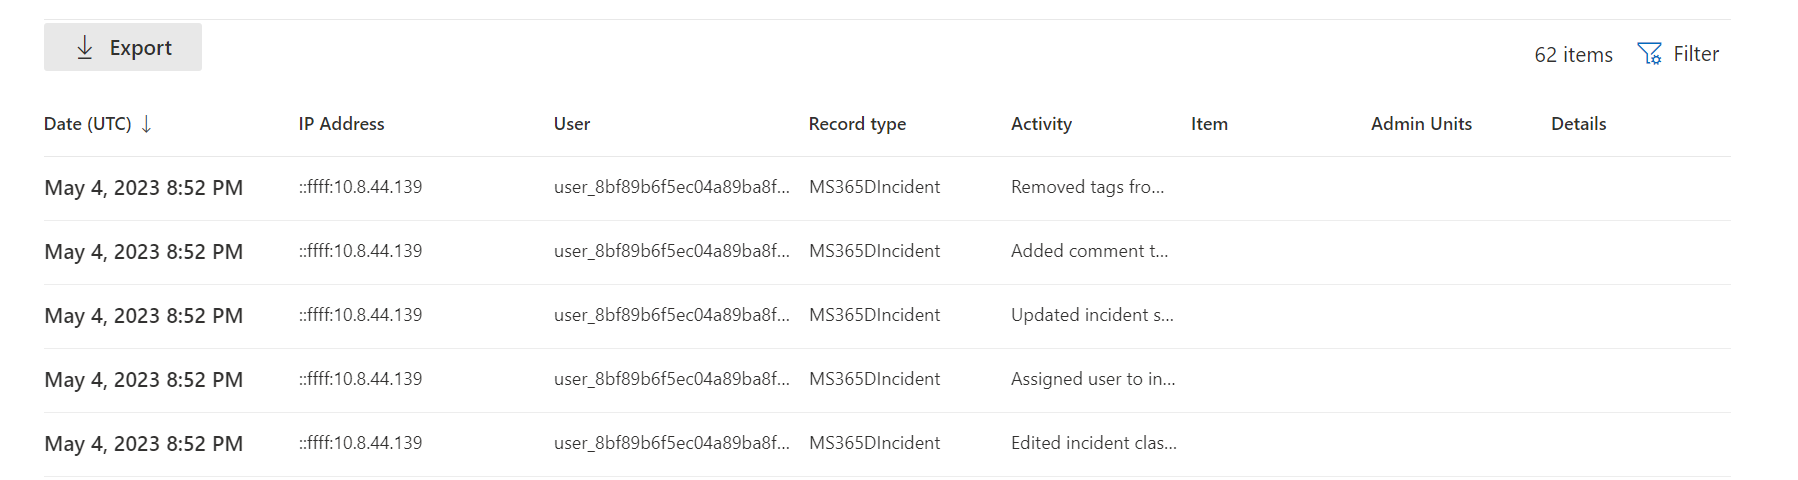 Export
62 items Filter
Date (UTC) ↓ IP Address User Record type Activity Item Admin Units Details
May 4, 2023 8:52 PM ::ffff:10.8.44.139 user_8bf89b6f5ec04a89ba8f... MS365DIncident Removed tags fro...
May 4, 2023 8:52 PM ::ffff:10.8.44.139 user_8bf89b6f5ec04a89ba8f... MS365DIncident Added comment t...
May 4, 2023 8:52 PM ::ffff:10.8.44.139 user_8bf89b6f5ec04a89ba8f... MS365DIncident Updated incident s...
May 4, 2023 8:52 PM ::ffff:10.8.44.139 user_8bf89b6f5ec04a89ba8f... MS365DIncident Assigned user to in...
May 4, 2023 8:52 PM ::ffff:10.8.44.139 user_8bf89b6f5ec04a89ba8f... MS365DIncident Edited incident clas...